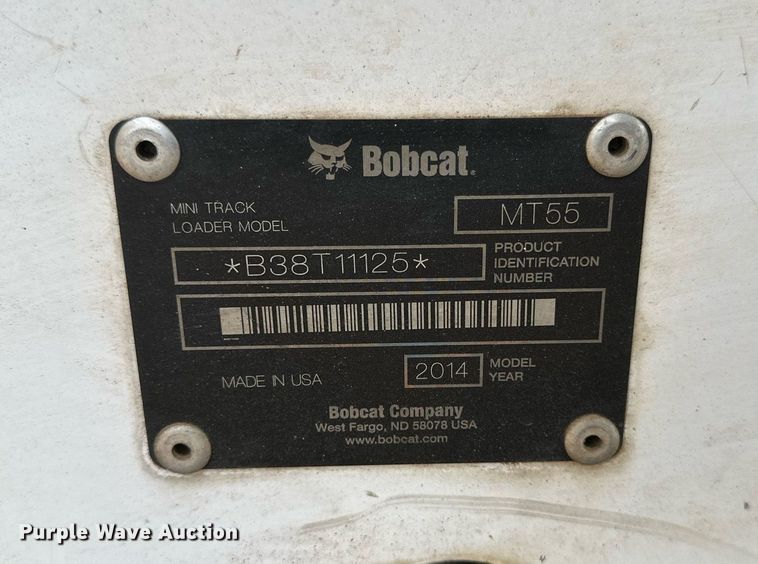 Bobcat.
MINI TRACK
LOADER MODEL
MT55
*B38T11125*
PRODUCT
IDENTIFICATION
NUMBER
MADE IN USA
2014
MODEL
YEAR
Bobcat Company
West Fargo, ND 58078 USA
www.bobcat.com
Purple Wave Auction